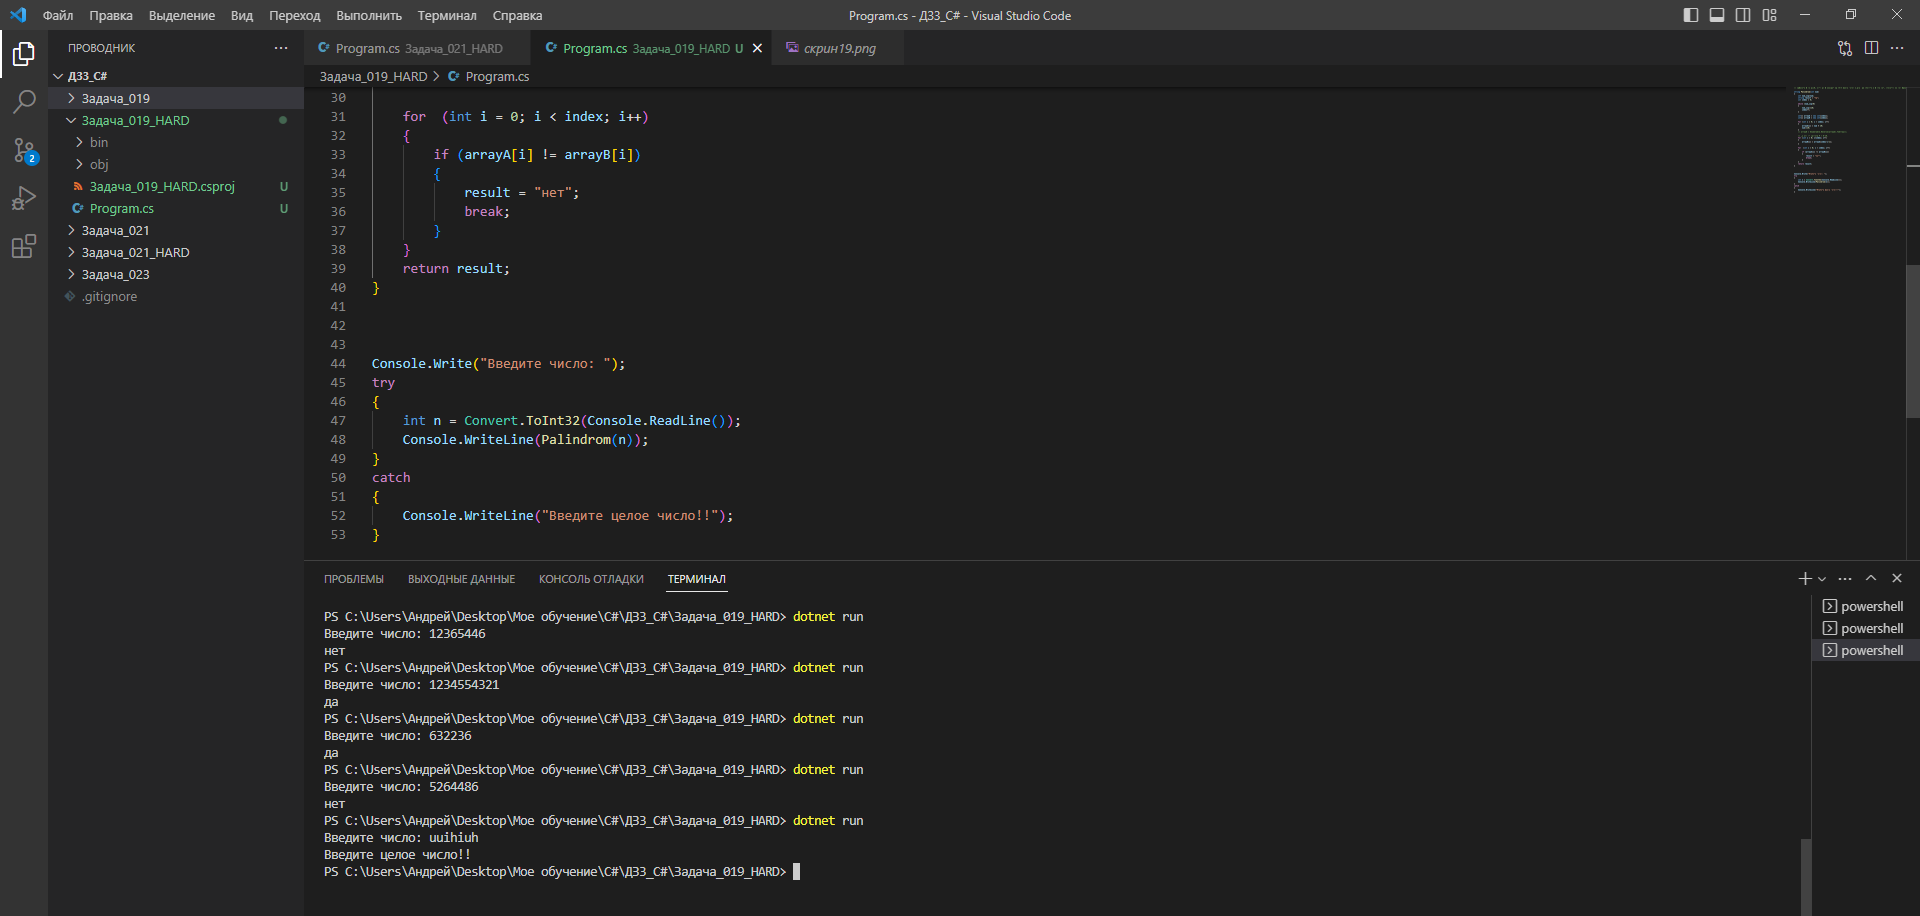 Файл Правка Выделение Вид Переход Выполнить Терминал Справка
Program.cs - ДЗ3_C# - Visual Studio Code
ПРОВОДНИК
ДЗ3_C#
Задача_019
Задача_019_HARD
bin
obj
Задача_019_HARD.csproj U
Program.cs U
Задача_021
Задача_021_HARD
Задача_023
.gitignore
2
Program.cs Задача_021_HARD
Program.cs Задача_019_HARD U
скрин19.png
Задача_019_HARD > Program.cs
30
31 for (int i = 0; i < index; i++)
32 {
33 if (arrayA[i] != arrayB[i])
34 {
35 result = "нет";
36 break;
37 }
38 }
39 return result;
40 }
41
42
43
44 Console.Write("Введите число: ");
45 try
46 {
47 int n = Convert.ToInt32(Console.ReadLine());
48 Console.WriteLine(Palindrom(n));
49 }
50 catch
51 {
52 Console.WriteLine("Введите целое число!!");
53 }
ПРОБЛЕМЫ ВЫХОДНЫЕ ДАННЫЕ КОНСОЛЬ ОТЛАДКИ ТЕРМИНАЛ
PS C:\Users\Андрей\Desktop\Мое обучение\C#\ДЗ3_C#\Задача_019_HARD> dotnet run
Введите число: 12365446
нет
PS C:\Users\Андрей\Desktop\Мое обучение\C#\ДЗ3_C#\Задача_019_HARD> dotnet run
Введите число: 1234554321
да
PS C:\Users\Андрей\Desktop\Мое обучение\C#\ДЗ3_C#\Задача_019_HARD> dotnet run
Введите число: 632236
да
PS C:\Users\Андрей\Desktop\Мое обучение\C#\ДЗ3_C#\Задача_019_HARD> dotnet run
Введите число: 5264486
нет
PS C:\Users\Андрей\Desktop\Мое обучение\C#\ДЗ3_C#\Задача_019_HARD> dotnet run
Введите число: uuihiuh
Введите целое число!!
PS C:\Users\Андрей\Desktop\Мое обучение\C#\ДЗ3_C#\Задача_019_HARD>
powershell
powershell
powershell